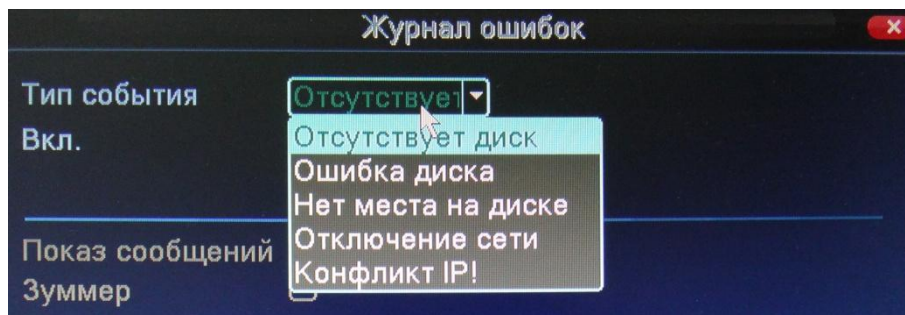 Журнал ошибок
Тип события
Отсутствует
Вкл.
Отсутствует диск
Ошибка диска
Нет места на диске
Отключение сети
Конфликт IP!
Показ сообщений
Зуммер